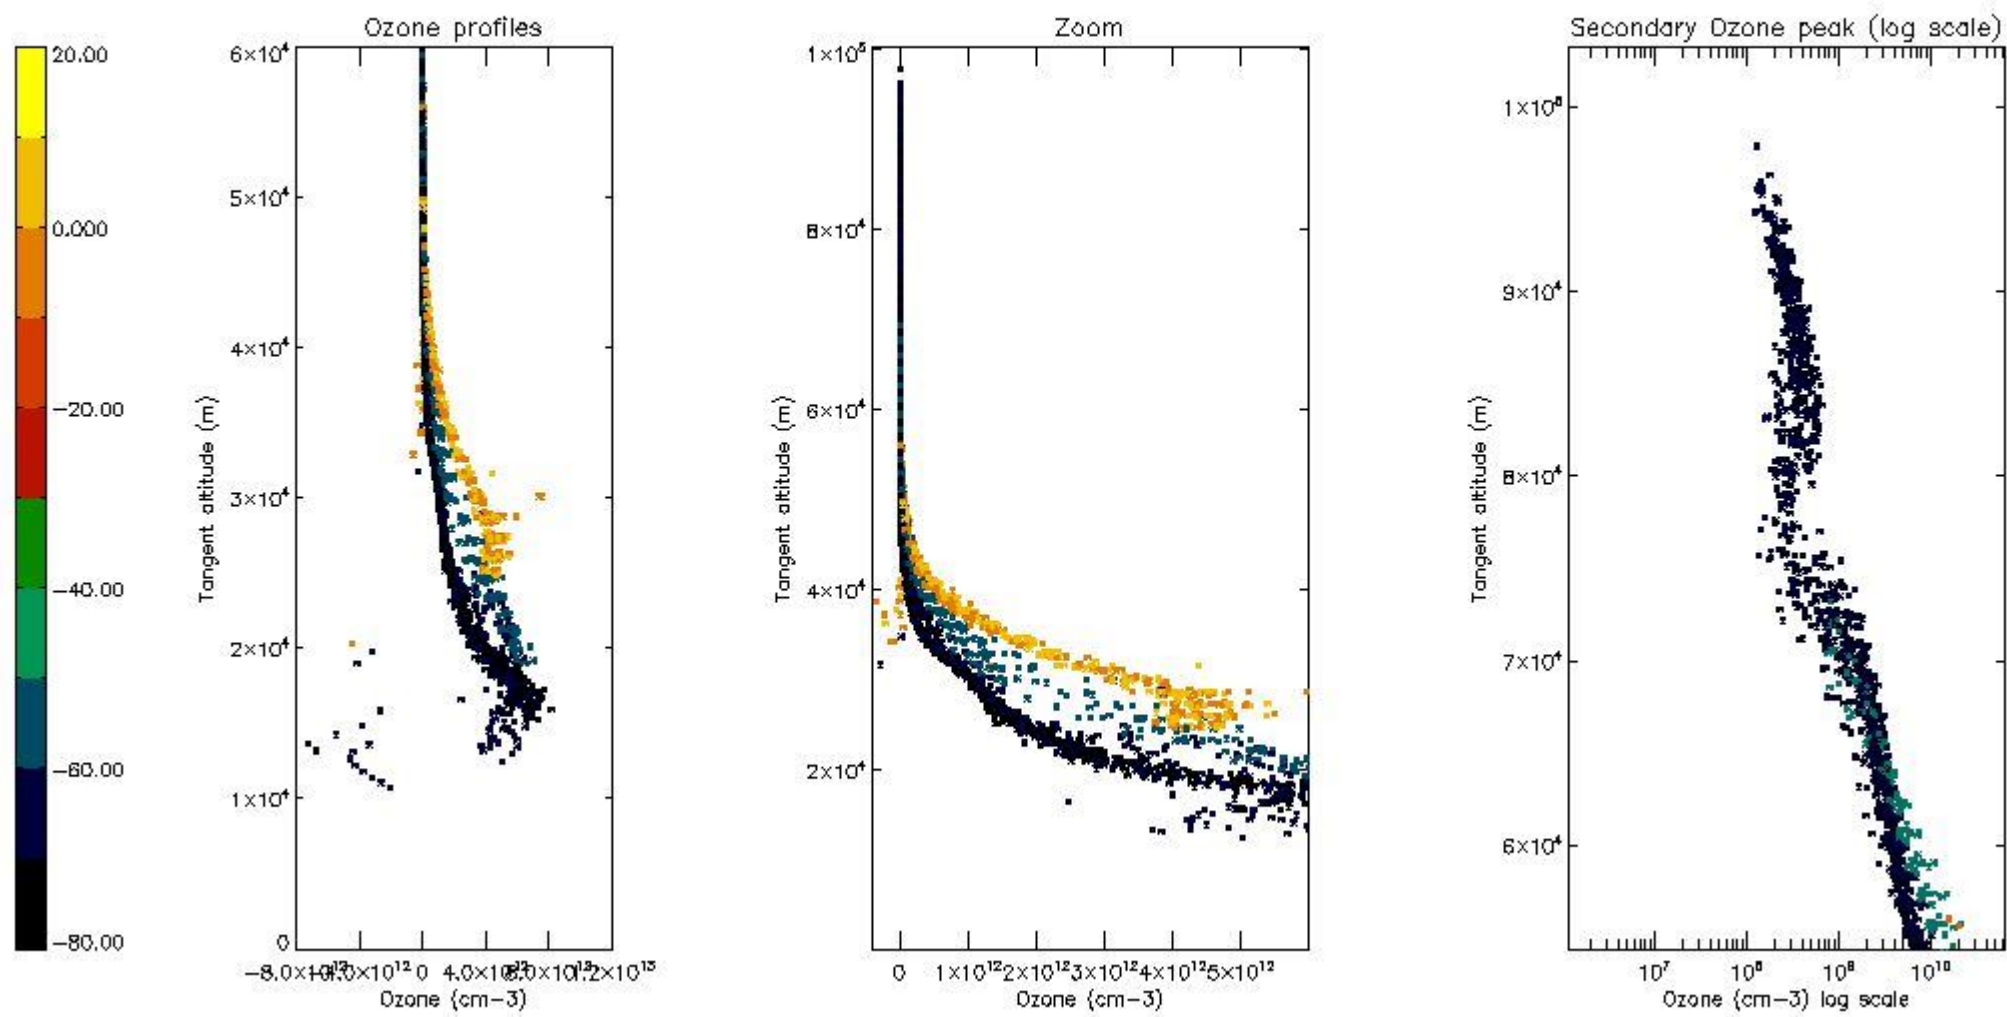 Ozone profiles
Zoom
Secondary Ozone peak (log scale)
20.00
0.000
−20.00
−40.00
−60.00
−80.00
Tangent altitude (m)
6×10⁴
5×10⁴
4×10⁴
3×10⁴
2×10⁴
1×10⁴
0
0
Ozone (cm−3)
Tangent altitude (m)
1×10⁵
8×10⁴
6×10⁴
4×10⁴
2×10⁴
0 1×10¹² 2×10¹² 3×10¹² 4×10¹² 5×10¹²
Ozone (cm−3)
Tangent altitude (m)
9×10⁴
8×10⁴
7×10⁴
6×10⁴
10⁷ 10⁸ 10⁹ 10¹⁰
Ozone (cm−3) log scale